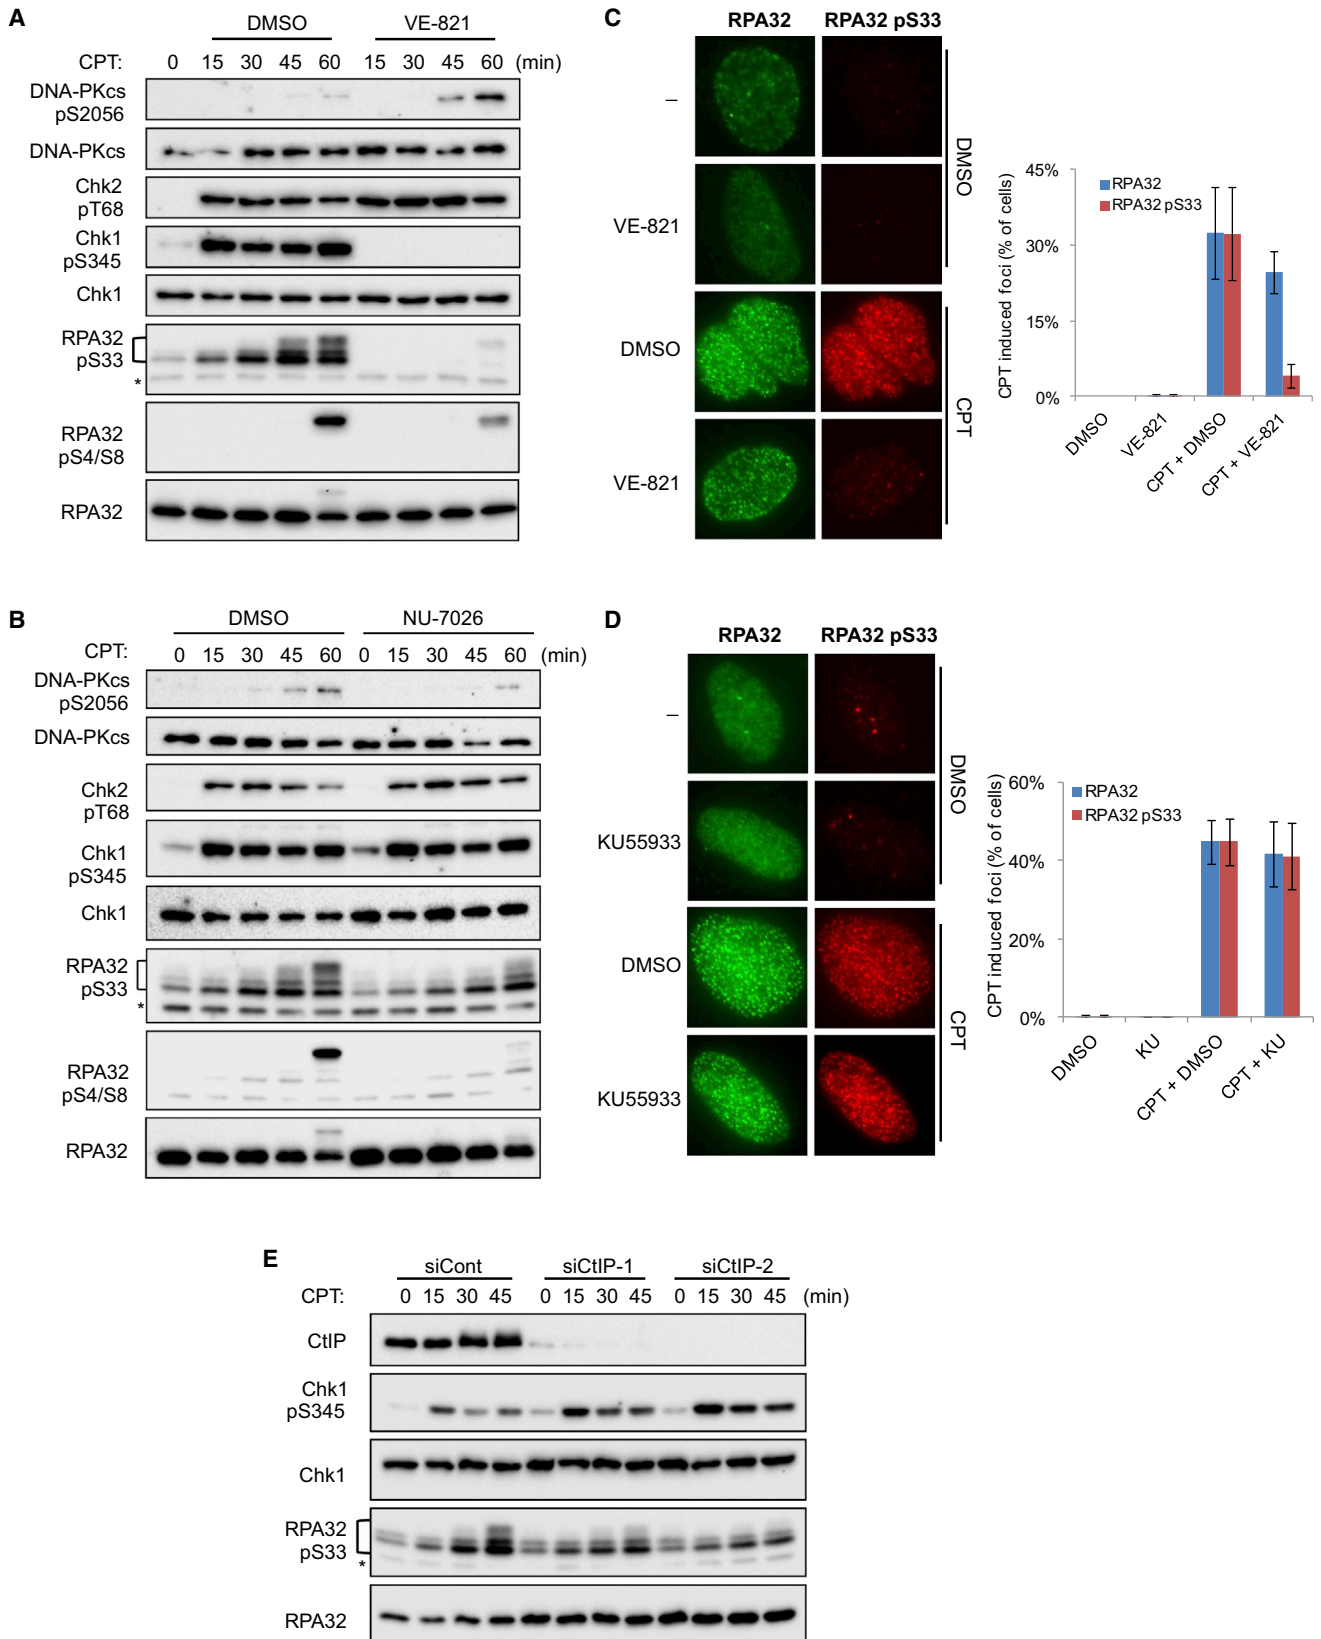 A
DMSO VE-821
CPT: 0 15 30 45 60 15 30 45 60 (min)
DNA-PKcs
pS2056
DNA-PKcs
Chk2
pT68
Chk1
pS345
Chk1
RPA32
pS33
*
RPA32
pS4/S8
RPA32
B
DMSO NU-7026
CPT: 0 15 30 45 60 0 15 30 45 60 (min)
DNA-PKcs
pS2056
DNA-PKcs
Chk2
pT68
Chk1
pS345
Chk1
RPA32
pS33
*
RPA32
pS4/S8
RPA32
C
RPA32 RPA32 pS33
–
VE-821
DMSO
DMSO
VE-821
CPT
CPT induced foci (% of cells)
45%
30%
15%
0%
RPA32
RPA32 pS33
DMSO
VE-821
CPT + DMSO
CPT + VE-821
D
RPA32 RPA32 pS33
–
KU55933
DMSO
DMSO
KU55933
CPT
CPT induced foci (% of cells)
60%
40%
20%
0%
RPA32
RPA32 pS33
DMSO
KU
CPT + DMSO
CPT + KU
E
siCont siCtIP-1 siCtIP-2
CPT: 0 15 30 45 0 15 30 45 0 15 30 45 (min)
CtIP
Chk1
pS345
Chk1
RPA32
pS33
*
RPA32